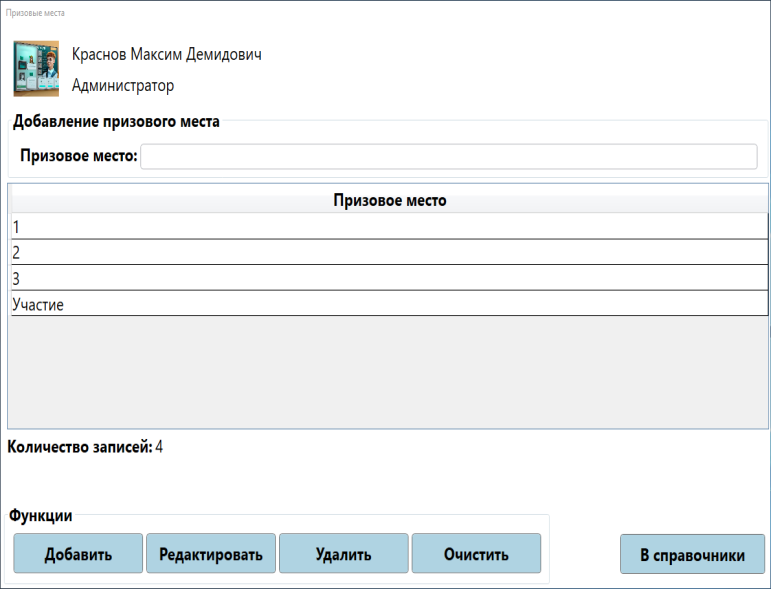 Призовые места
Краснов Максим Демидович
Администратор
Добавление призового места
Призовое место:
Призовое место
1
2
3
Участие
Количество записей: 4
Функции
Добавить Редактировать Удалить Очистить В справочники